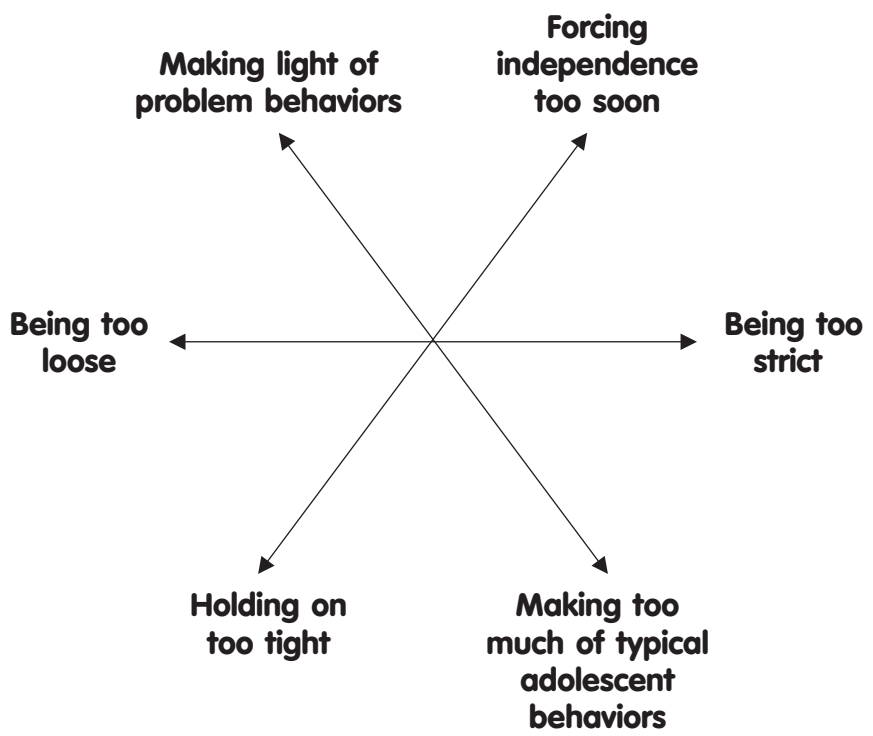 Making light of
problem behaviors
Forcing
independence
too soon
Being too
loose
Being too
strict
Holding on
too tight
Making too
much of typical
adolescent
behaviors